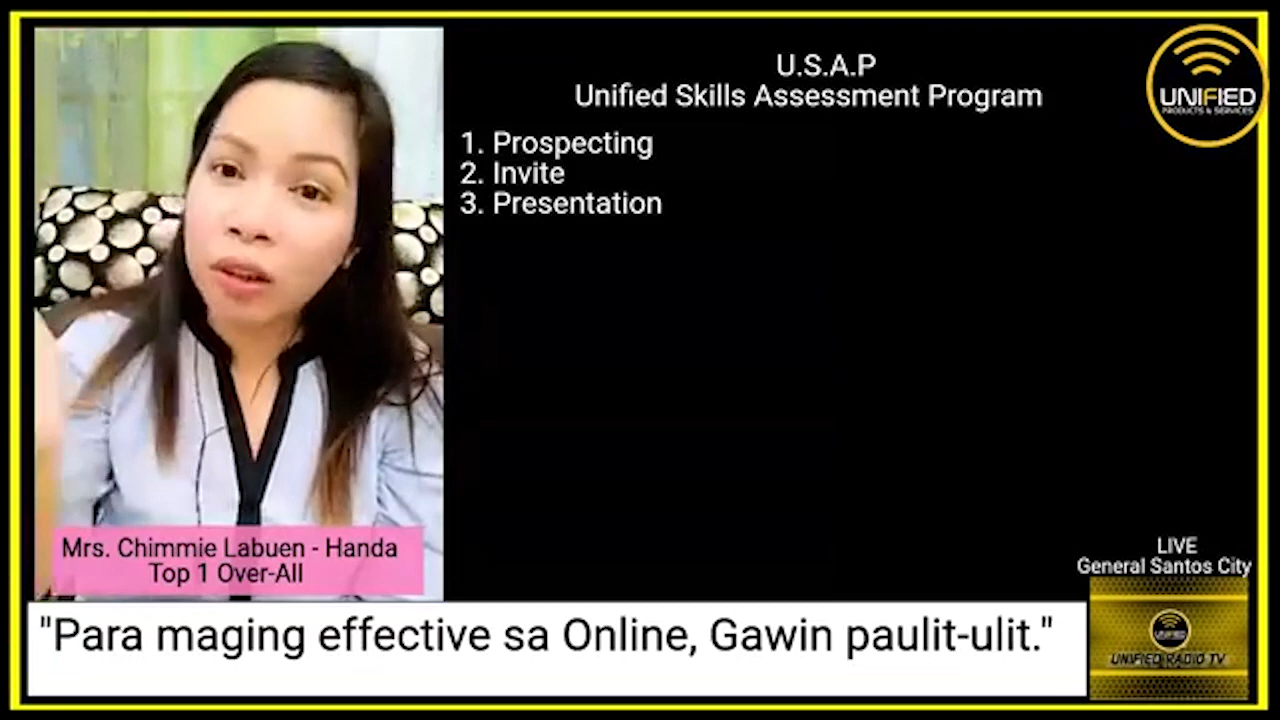 U.S.A.P
Unified Skills Assessment Program
1. Prospecting
2. Invite
3. Presentation
UNIFIED
PRODUCTS & SERVICES
Mrs. Chimmie Labuen - Handa
Top 1 Over-All
LIVE
General Santos City
"Para maging effective sa Online, Gawin paulit-ulit."
UNIFIED
UNIFIED RADIO TV